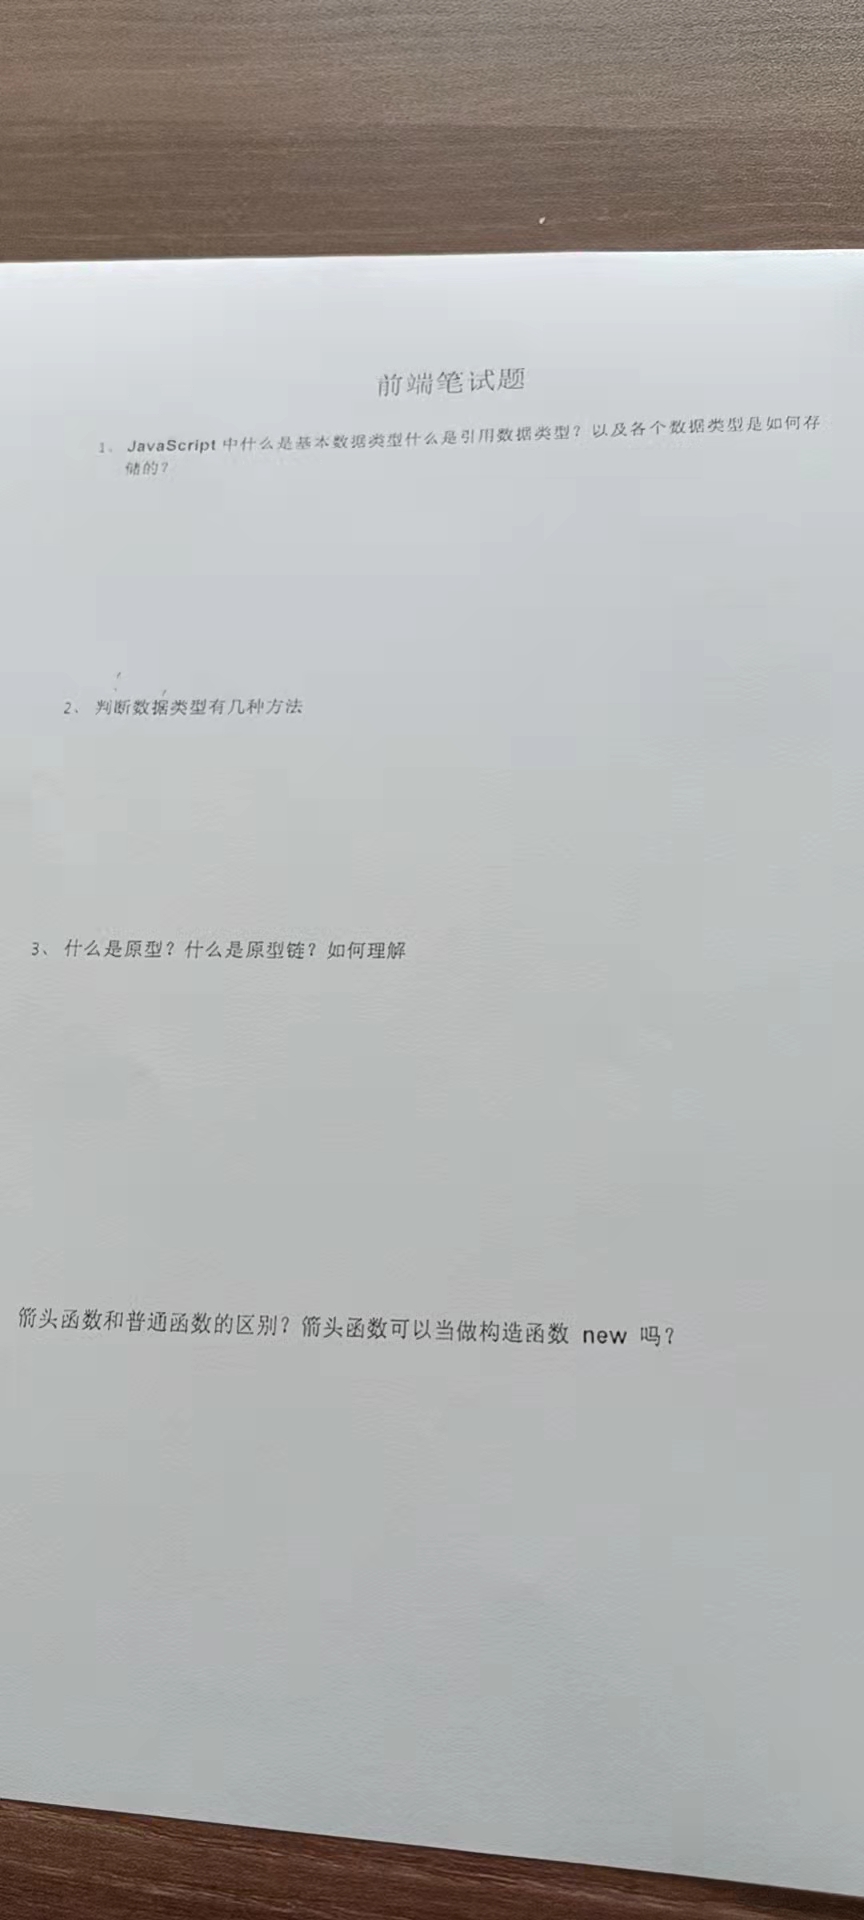 前端笔试题
1、 JavaScript 中什么是基本数据类型什么是引用数据类型？以及各个数据类型是如何存
储的？
2、 判断数据类型有几种方法
3、 什么是原型？什么是原型链？如何理解
箭头函数和普通函数的区别？箭头函数可以当做构造函数 new 吗？